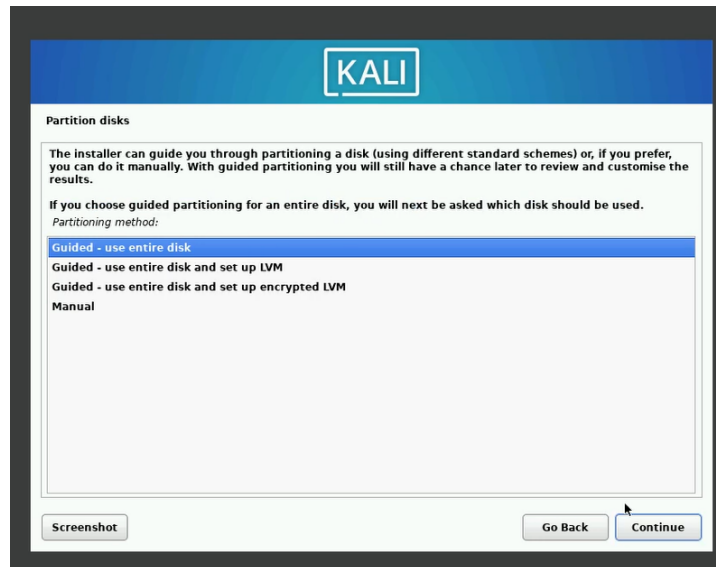 KALI
Partition disks
The installer can guide you through partitioning a disk (using different standard schemes) or, if you prefer,
you can do it manually. With guided partitioning you will still have a chance later to review and customise the
results.
If you choose guided partitioning for an entire disk, you will next be asked which disk should be used.
Partitioning method:
Guided - use entire disk
Guided - use entire disk and set up LVM
Guided - use entire disk and set up encrypted LVM
Manual
Screenshot
Go Back
Continue